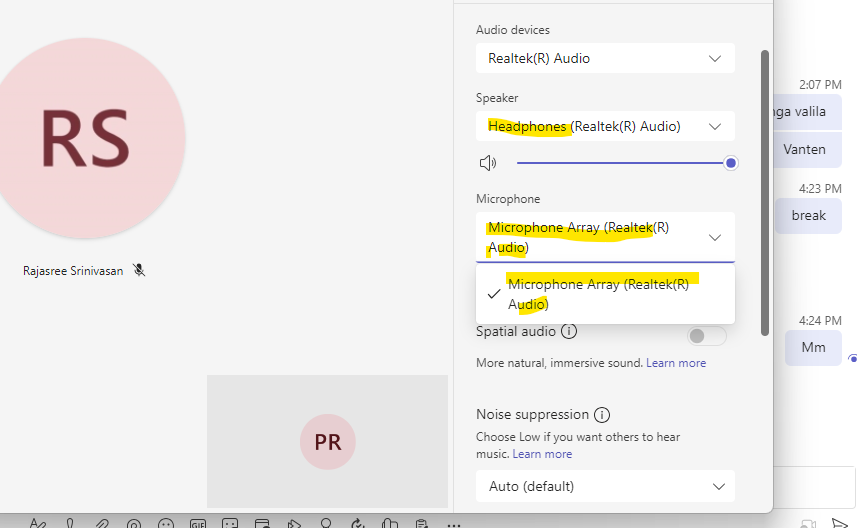 RS
Rajasree Srinivasan
PR
Audio devices
Realtek(R) Audio
Speaker
Headphones (Realtek(R) Audio)
Microphone
Microphone Array (Realtek(R)
Audio)
Microphone Array (Realtek(R)
Audio)
Spatial audio
More natural, immersive sound. Learn more
Noise suppression
Choose Low if you want others to hear
music. Learn more
Auto (default)
2:07 PM
valila
Vanten
4:23 PM
break
4:24 PM
Mm
GIF